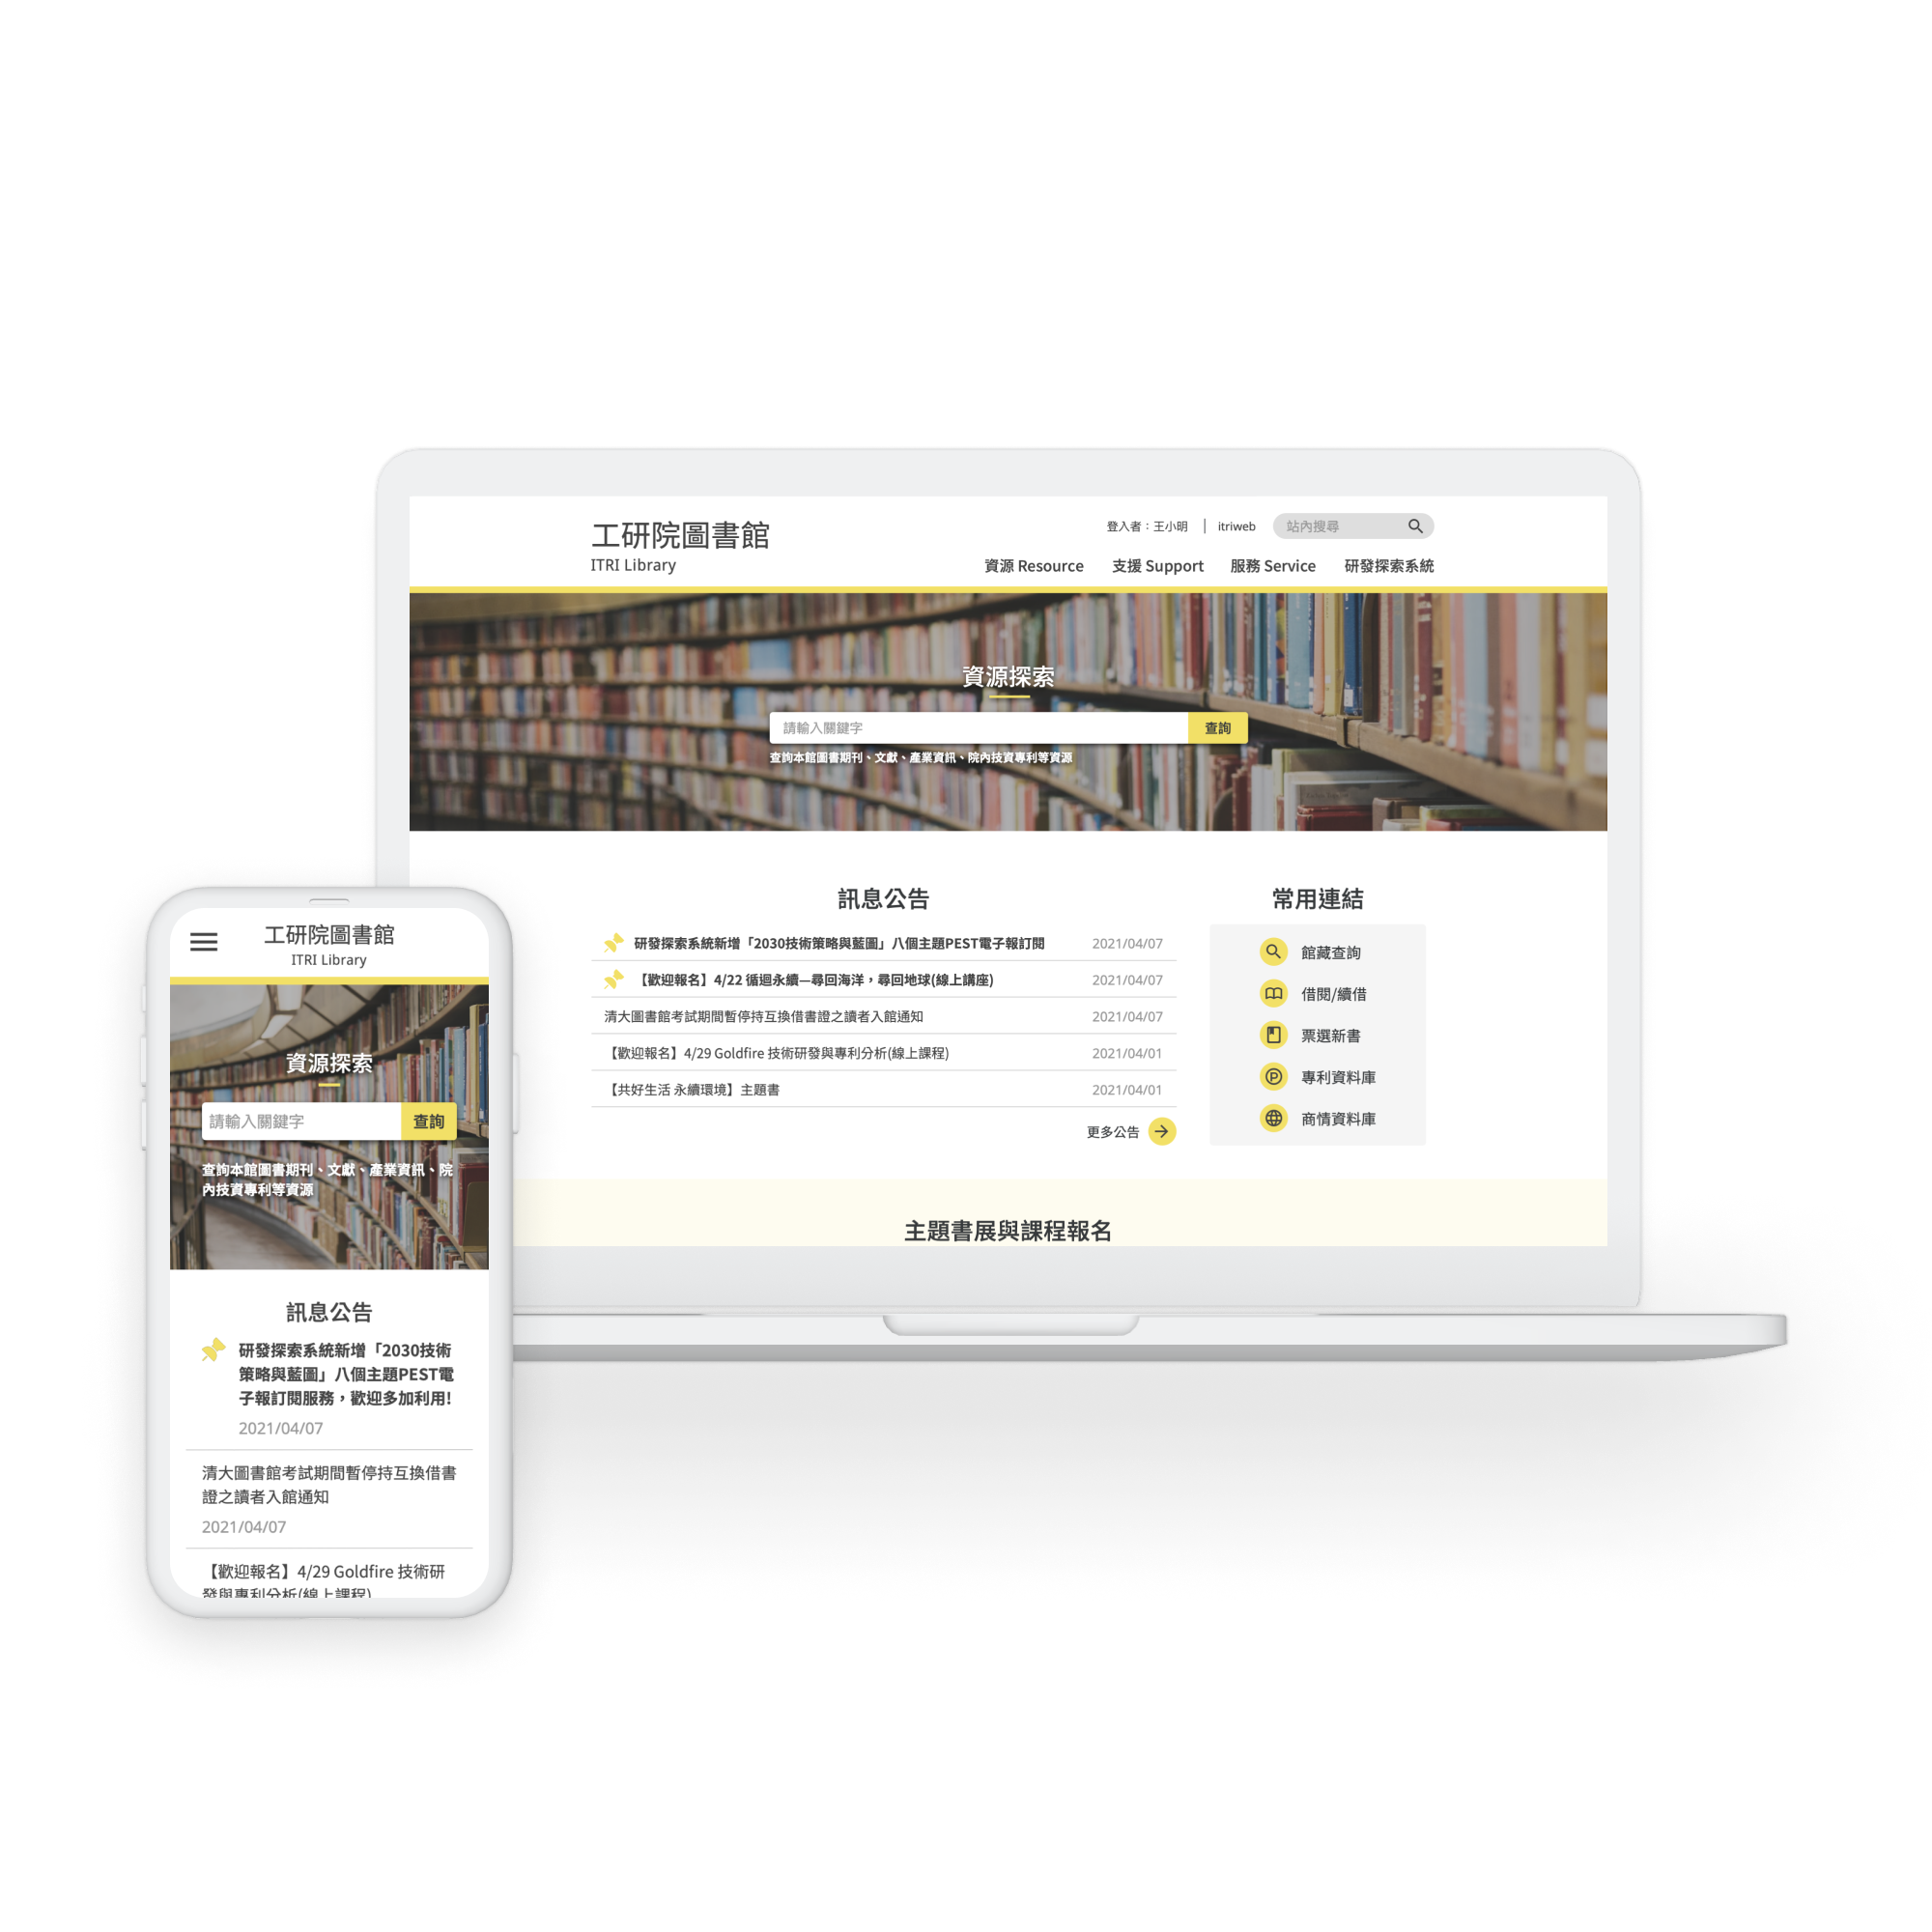 工研院圖書館
ITRI Library
登入者：王小明 | itriweb 站內搜尋
資源 Resource 支援 Support 服務 Service 研發探索系統
資源探索
請輸入關鍵字 查詢
查詢本館圖書期刊、文獻、產業資訊、院內技資專利等資源
訊息公告
研發探索系統新增「2030技術策略與藍圖」八個主題PEST電子報訂閱 2021/04/07
【歡迎報名】4/22 循迴永續—尋回海洋，尋回地球(線上講座) 2021/04/07
清大圖書館考試期間暫停持互換借書證之讀者入館通知 2021/04/07
【歡迎報名】4/29 Goldfire 技術研發與專利分析(線上課程) 2021/04/01
【共好生活 永續環境】主題書 2021/04/01
更多公告
常用連結
館藏查詢
借閱/續借
票選新書
專利資料庫
商情資料庫
主題書展與課程報名
工研院圖書館
ITRI Library
資源探索
請輸入關鍵字 查詢
查詢本館圖書期刊、文獻、產業資訊、院
內技資專利等資源
訊息公告
研發探索系統新增「2030技術
策略與藍圖」八個主題PEST電
子報訂閱服務，歡迎多加利用!
2021/04/07
清大圖書館考試期間暫停持互換借書
證之讀者入館通知
2021/04/07
【歡迎報名】4/29 Goldfire 技術研
發與專利分析(線上課程)